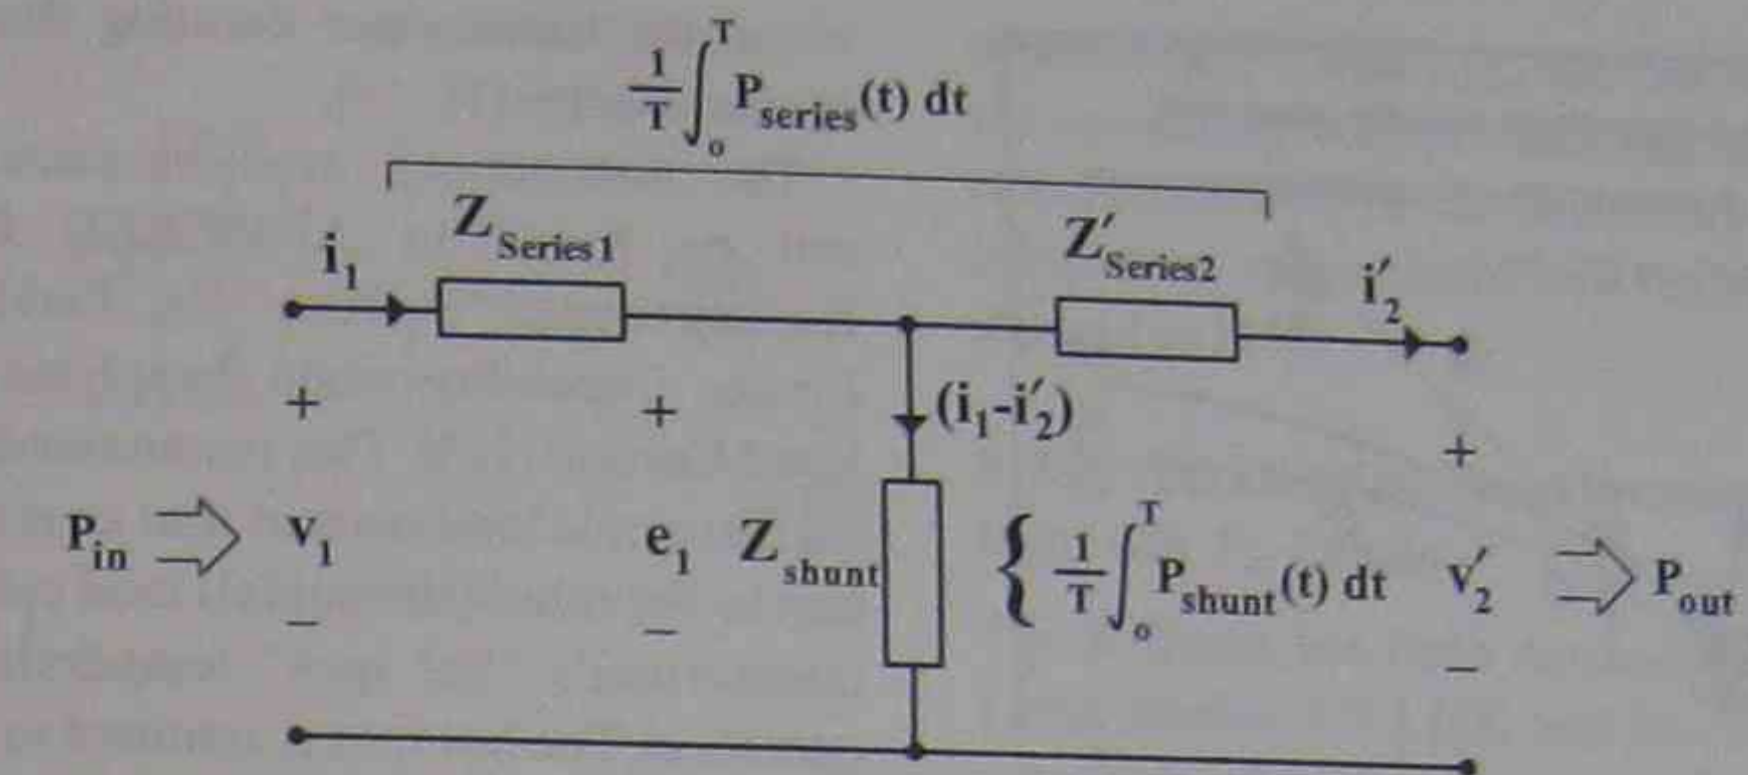 1/T ∫₀ᵀ P_series(t) dt
Z_Series1
Z′_Series2
i₁
i′₂
+
+
(i₁-i′₂)
+
P_in ⇒ v₁
e₁
Z_shunt
{ 1/T ∫₀ᵀ P_shunt(t) dt
v′₂ ⇒ P_out
−
−
−